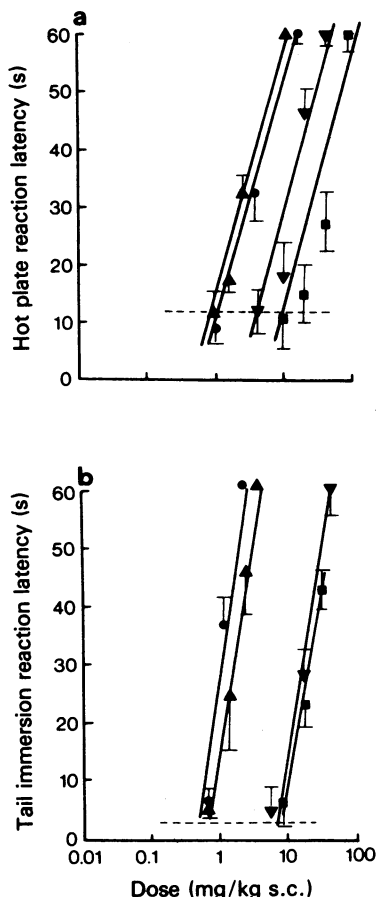 a
Hot plate reaction latency (s)
60
50
40
30
20
10
0
b
Tail immersion reaction latency (s)
60
50
40
30
20
10
0
0.01 0.1 1 10 100
Dose (mg/kg s.c.)